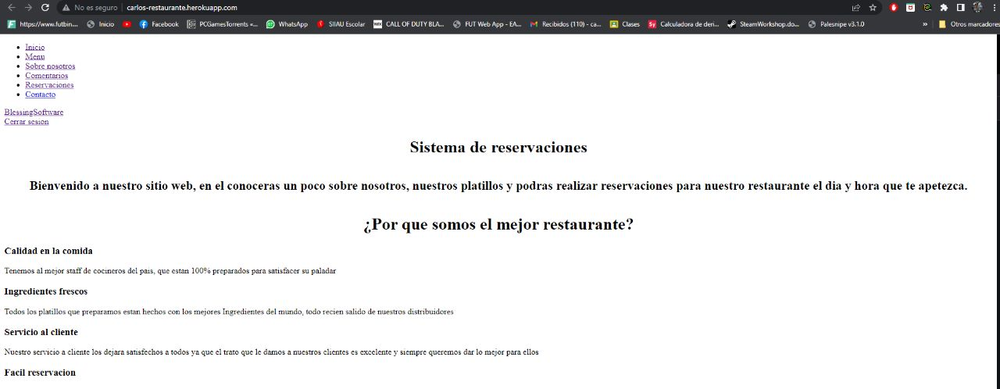 No es seguro | carlos-restaurante.herokuapp.com
https://www.futbin... Inicio Facebook PCGamesTorrents «... WhatsApp SIIAU Escolar CALL OF DUTY BLA... FUT Web App - EA... Recibidos (110) - ca... Clases Calculadora de den... SteamWorkshop.do... Palesnipe v3.1.0 » Otros marcadores
Inicio
Menu
Sobre nosotros
Comentarios
Reservaciones
Contacto
BlessingSoftware
Cerrar sesion
Sistema de reservaciones
Bienvenido a nuestro sitio web, en el conoceras un poco sobre nosotros, nuestros platillos y podras realizar reservaciones para nuestro restaurante el dia y hora que te apetezca.
¿Por que somos el mejor restaurante?
Calidad en la comida
Tenemos al mejor staff de cocineros del pais, que estan 100% preparados para satisfacer su paladar
Ingredientes frescos
Todos los platillos que preparamos estan hechos con los mejores Ingredientes del mundo, todo recien salido de nuestros distribuidores
Servicio al cliente
Nuestro servicio a cliente los dejara satisfechos a todos ya que el trato que le damos a nuestros clientes es excelente y siempre queremos dar lo mejor para ellos
Facil reservacion